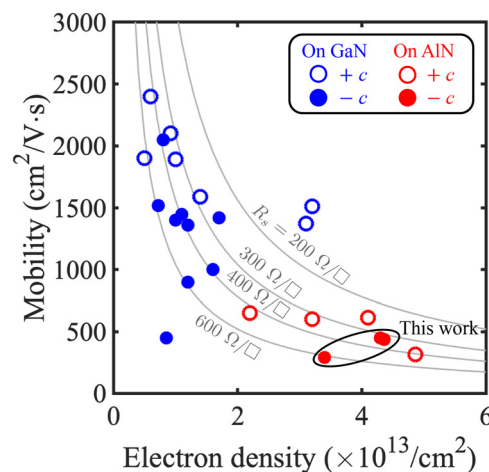 3000
2500
2000
1500
1000
500
0
Mobility (cm²/V·s)
On GaN On AlN
+ c + c
− c − c
Rₛ = 200 Ω/□
300 Ω/□
400 Ω/□
600 Ω/□
This work
0 2 4 6
Electron density (×10¹³/cm²)